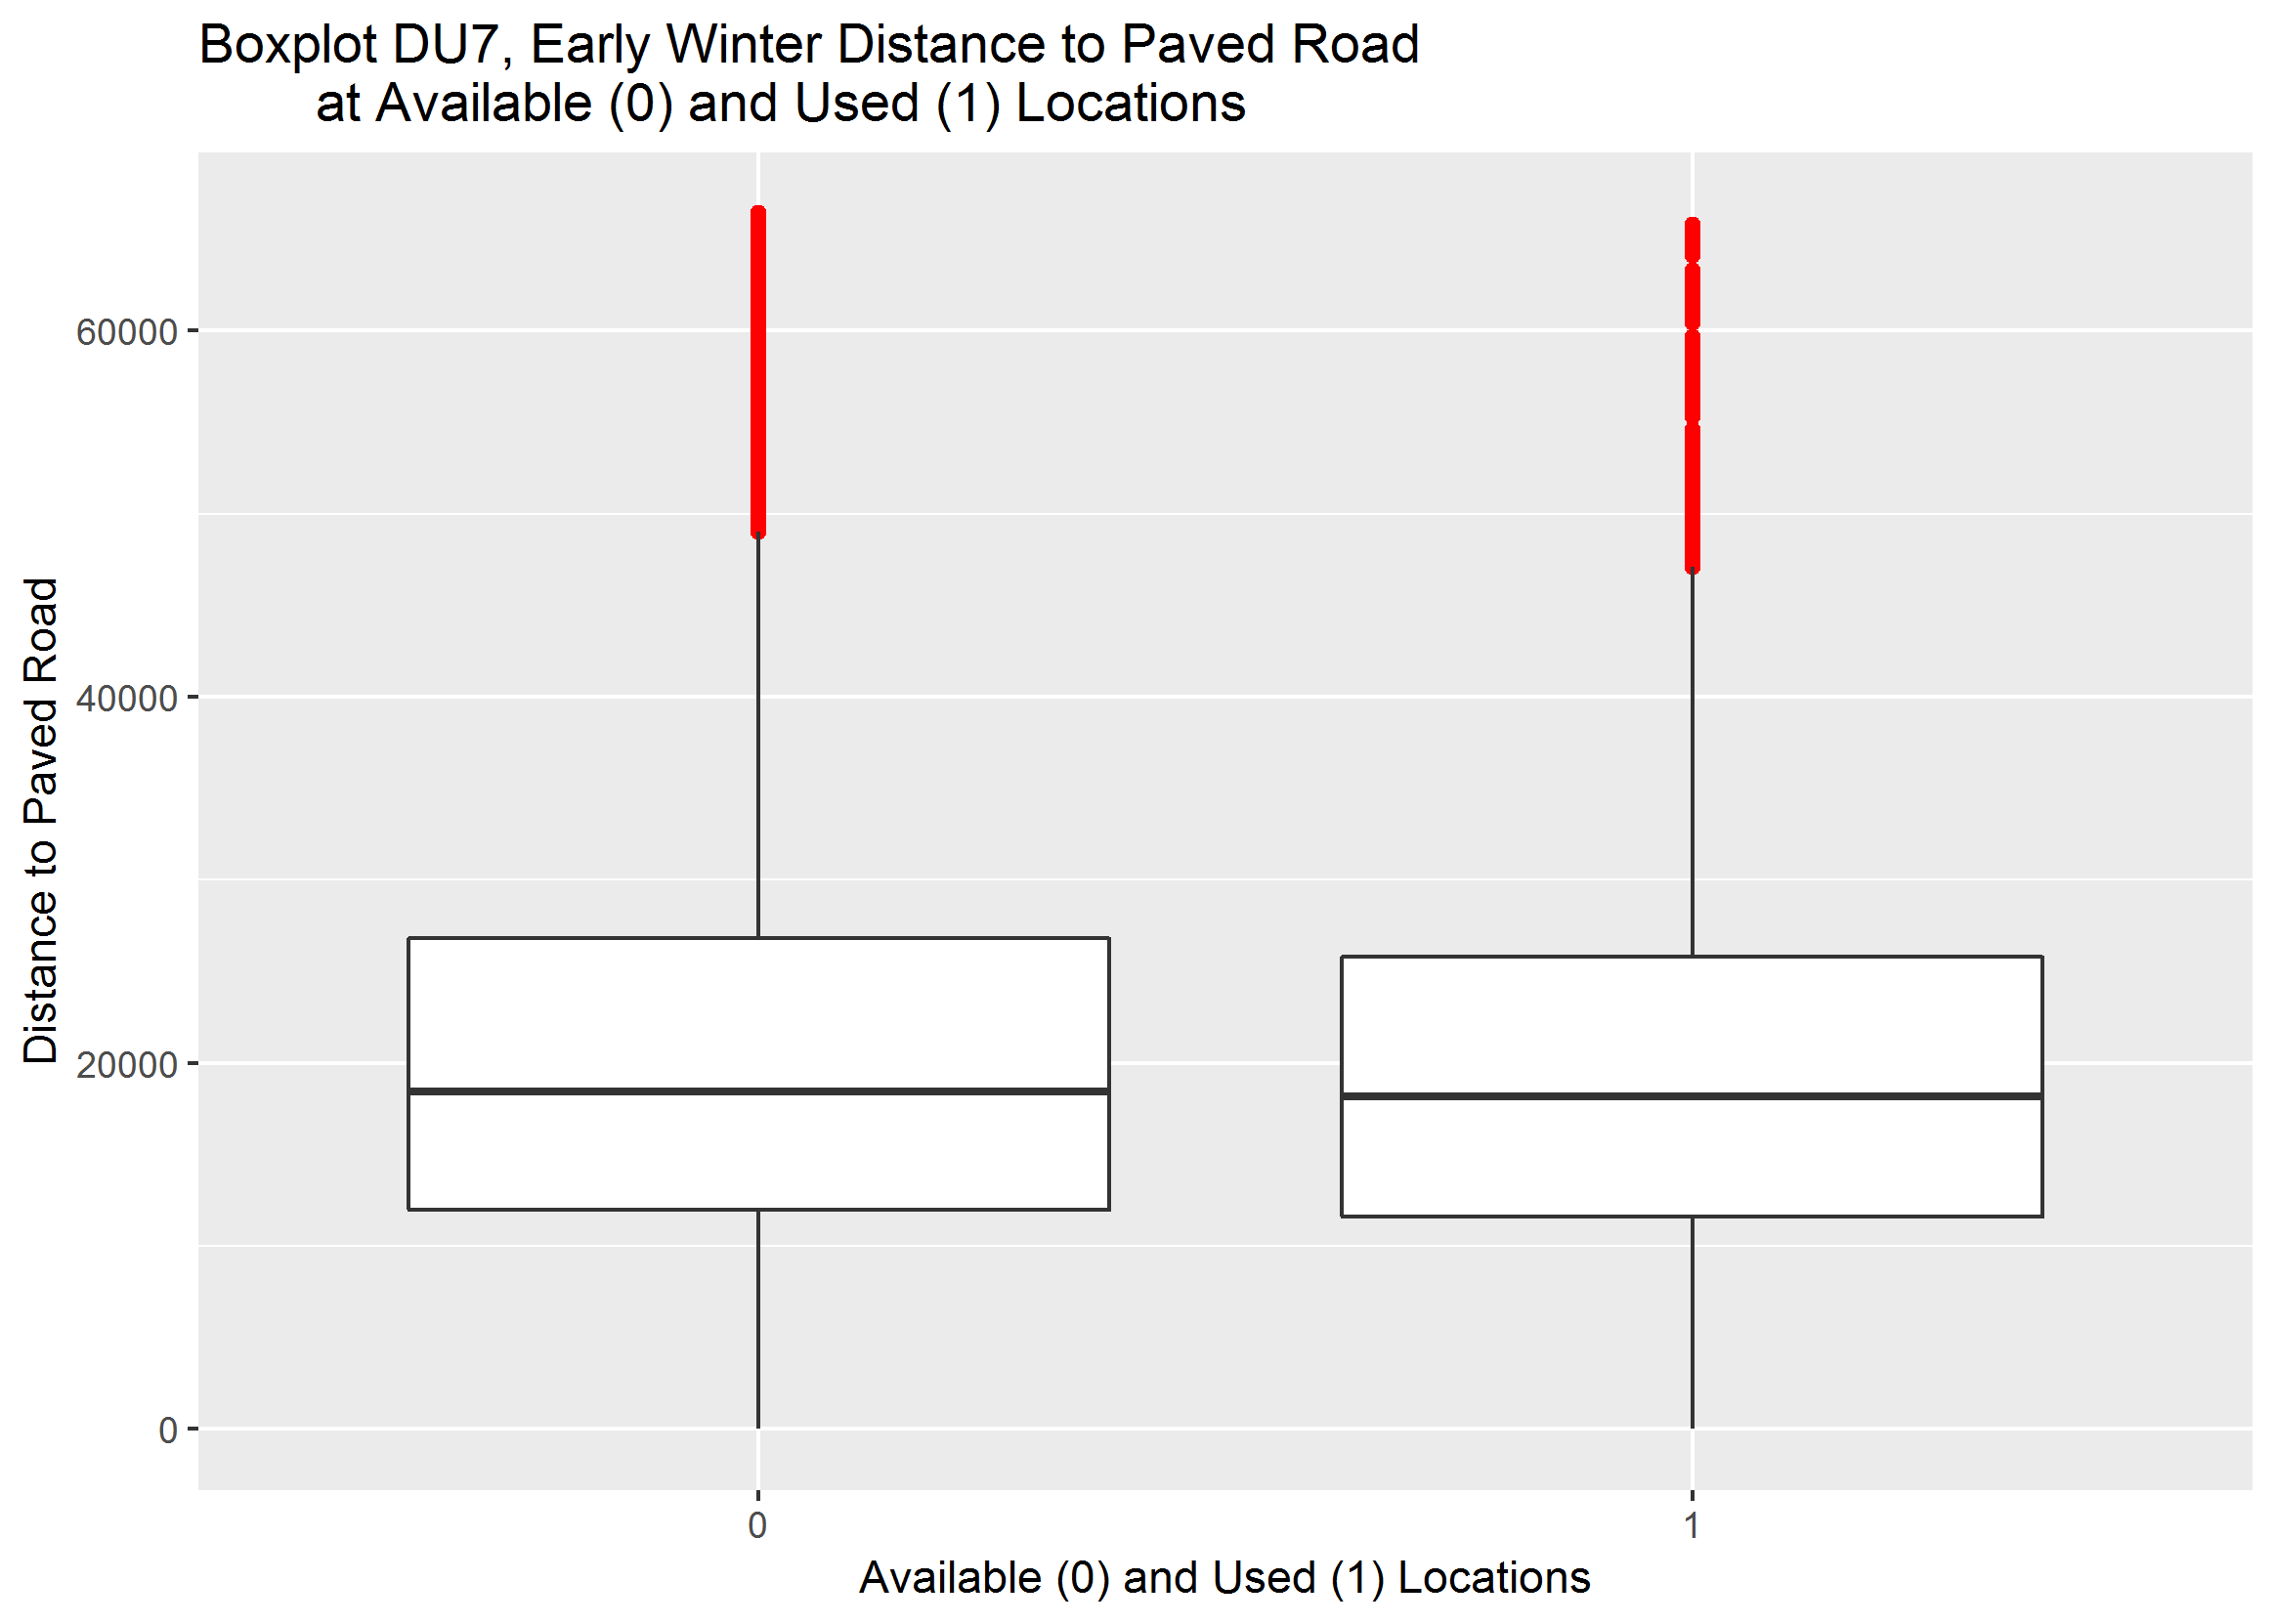 Boxplot DU7, Early Winter Distance to Paved Road
at Available (0) and Used (1) Locations
Distance to Paved Road
60000
40000
20000
0
0
1
Available (0) and Used (1) Locations